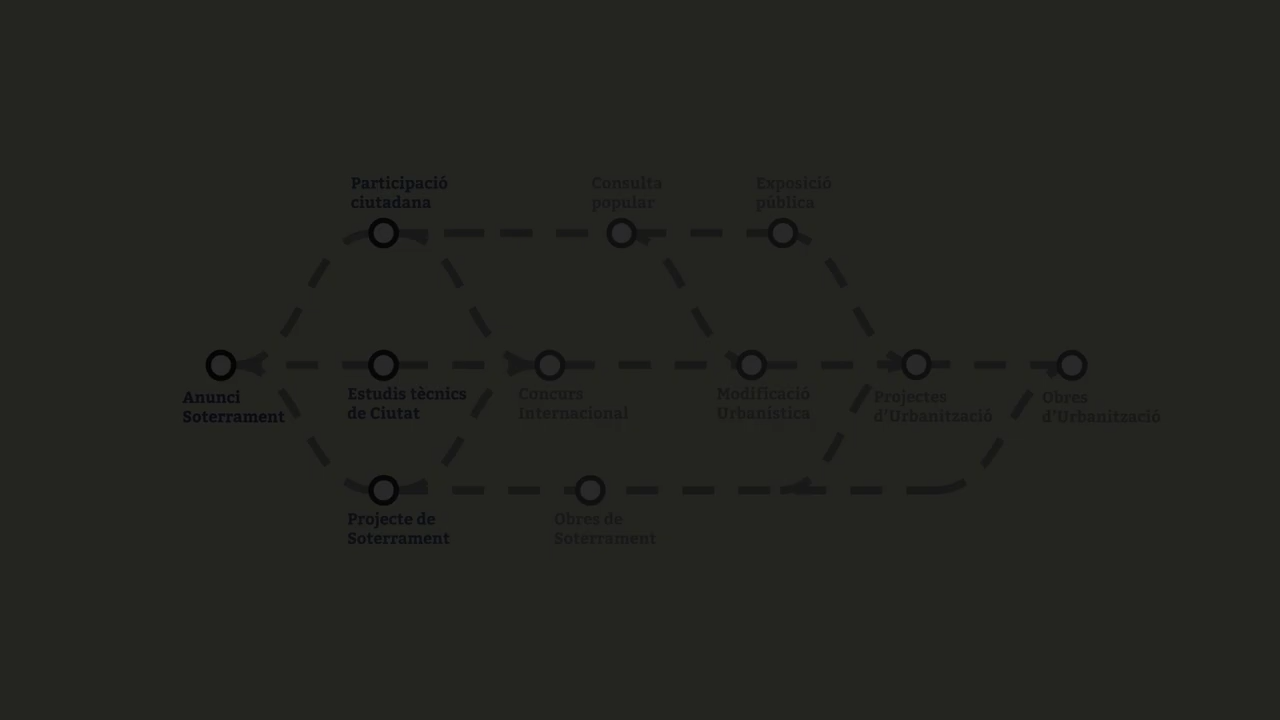 Participació
ciutadana
Consulta
popular
Exposició
pública
Anunci
Soterrament
Estudis tècnics
de Ciutat
Concurs
Internacional
Modificació
Urbanística
Projectes
d'Urbanització
Obres
d'Urbanització
Projecte de
Soterrament
Obres de
Soterrament